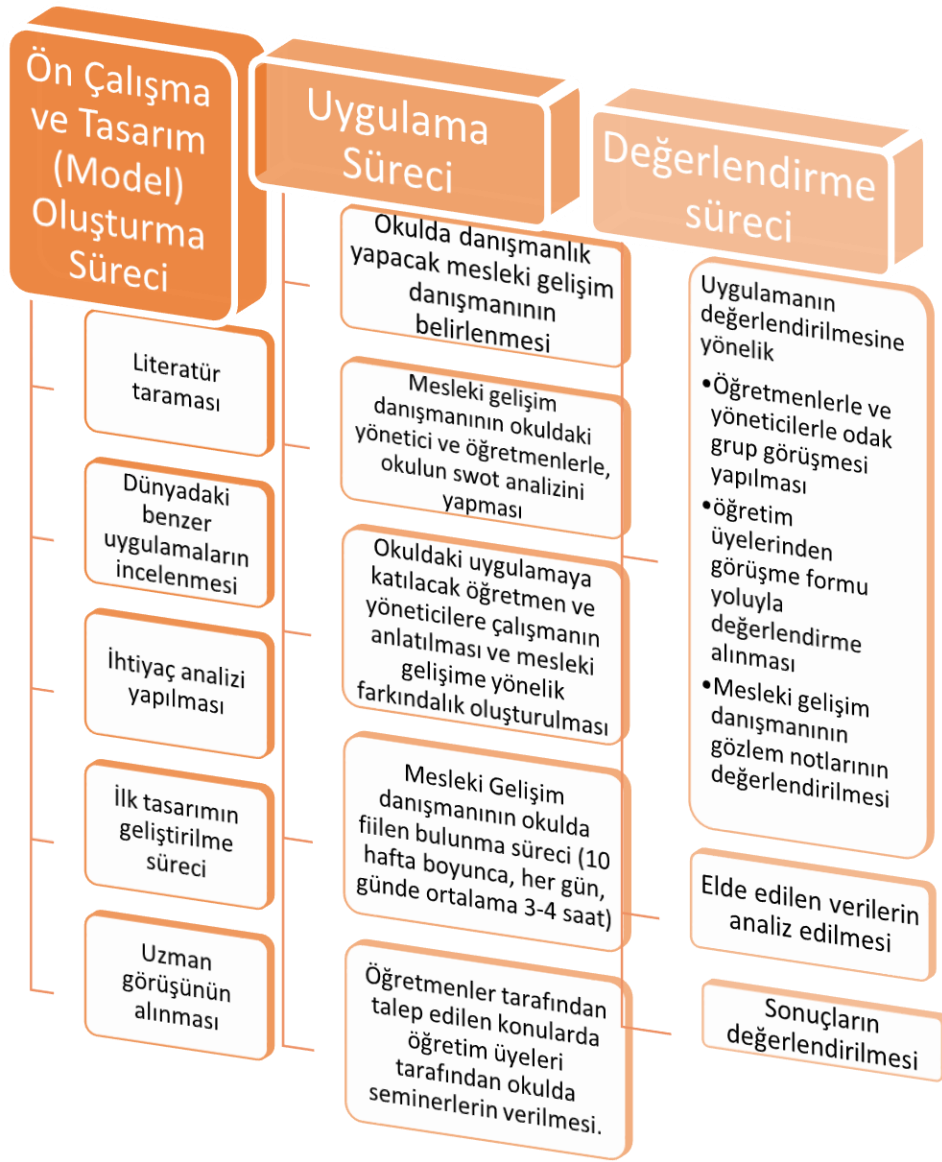 Ön Çalışma
ve Tasarım
(Model)
Oluşturma
Süreci
Literatür
taraması
Dünyadaki
benzer
uygulamaların
incelenmesi
İhtiyaç analizi
yapılması
İlk tasarımın
geliştirilme
süreci
Uzman
görüşünün
alınması
Uygulama
Süreci
Okulda danışmanlık
yapacak mesleki gelişim
danışmanının
belirlenmesi
Mesleki gelişim
danışmanının okuldaki
yönetici ve öğretmenlerle,
okulun swot analizini
yapması
Okuldaki uygulamaya
katılacak öğretmen ve
yöneticilere çalışmanın
anlatılması ve mesleki
gelişime yönelik
farkındalık oluşturulması
Mesleki Gelişim
danışmanının okulda
fiilen bulunma süreci (10
hafta boyunca, her gün,
günde ortalama 3-4 saat)
Öğretmenler tarafından
talep edilen konularda
öğretim üyeleri
tarafından okulda
seminerlerin verilmesi.
Değerlendirme
süreci
Uygulamanın
değerlendirilmesine
yönelik
•Öğretmenlerle ve
yöneticilerle odak
grup görüşmesi
yapılması
•öğretim
üyelerinden
görüşme formu
yoluyla
değerlendirme
alınması
•Mesleki gelişim
danışmanının
gözlem notlarının
değerlendirilmesi
Elde edilen verilerin
analiz edilmesi
Sonuçların
değerlendirilmesi